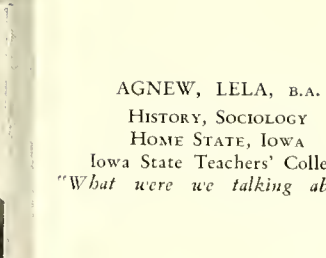 AGNEW, LELA, B.A.
HISTORY, SOCIOLOGY
HOME STATE, IOWA
Iowa State Teachers' Colle
"What were we talking ab